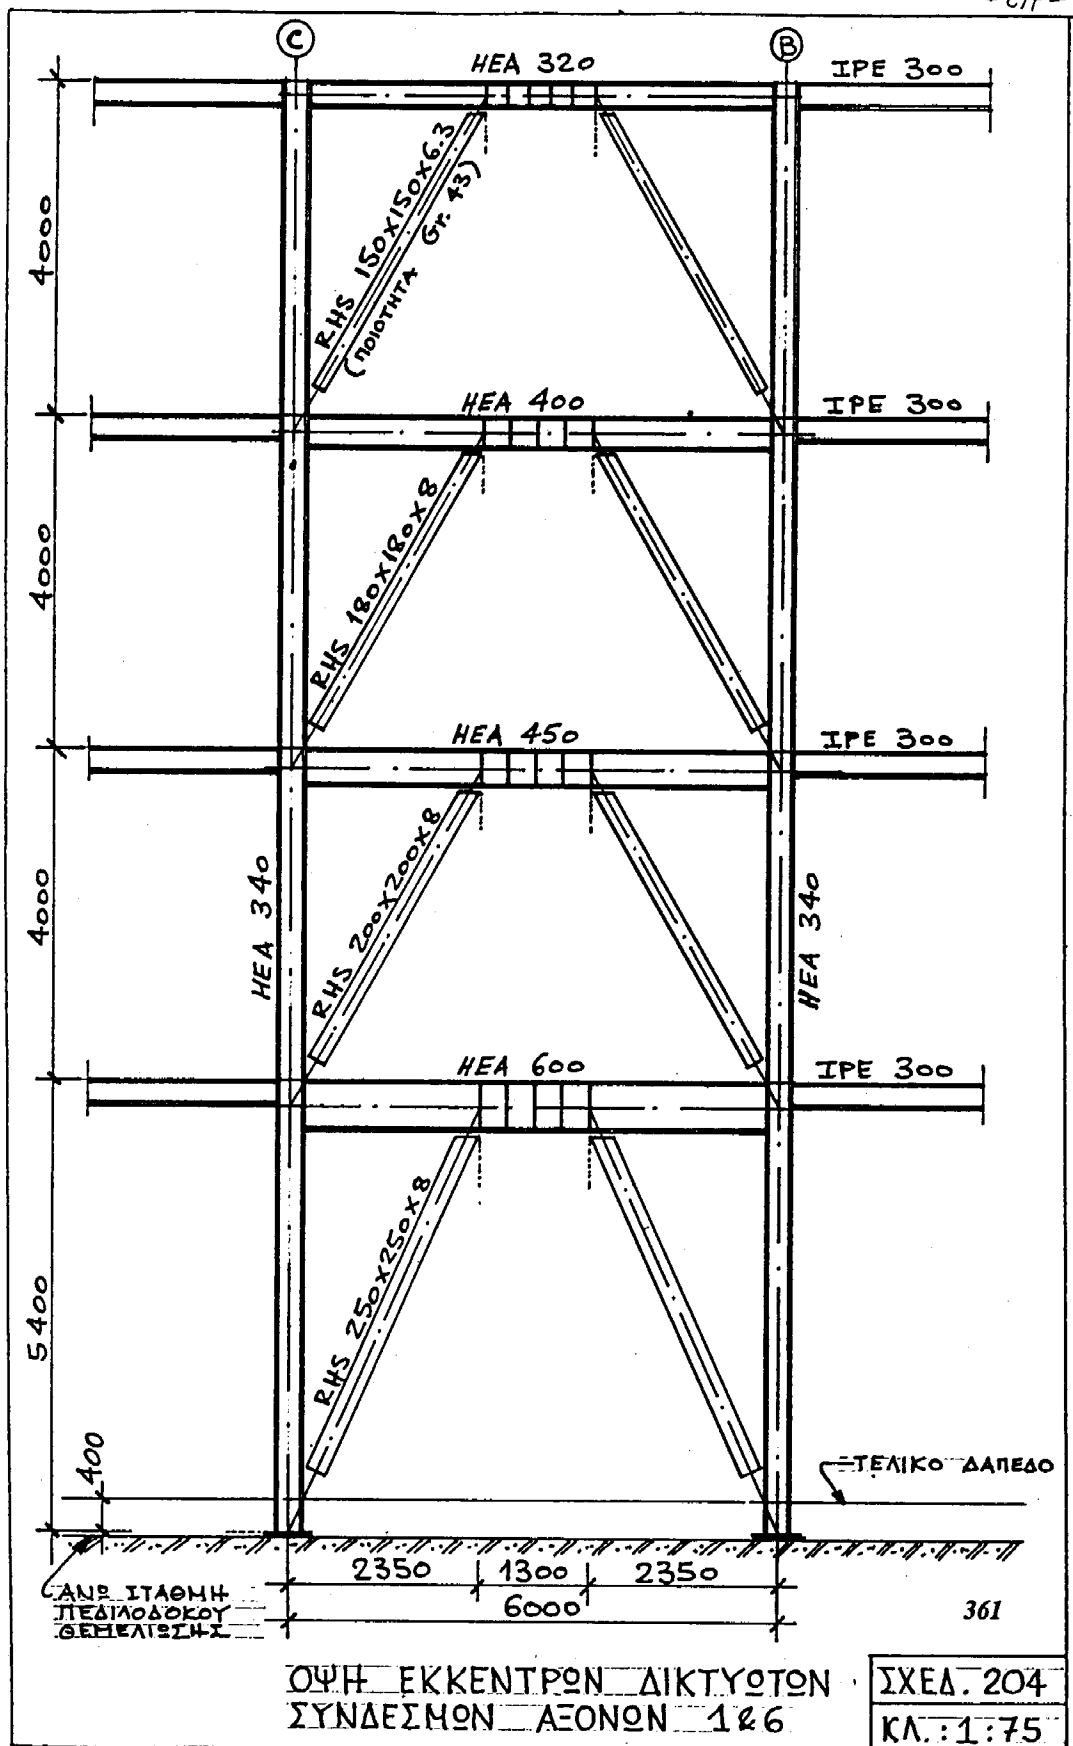 C
B
HEA 320
IPE 300
4000
RHS 150X150X6.3
(ΠΟΙΟΤΗΤΑ Gr. 43)
HEA 400
IPE 300
4000
RHS 180X180X8
HEA 450
IPE 300
4000
HEA 340
RHS 200X200X8
HEA 340
HEA 600
IPE 300
5400
RHS 250X250X8
400
ΤΕΛΙΚΟ ΔΑΠΕΔΟ
2350
1300
2350
6000
ΑΝΩ ΣΤΑΘΜΗ
ΠΕΔΙΛΟΔΟΚΟΥ
ΘΕΜΕΛΙΩΣΗΣ
361
ΟΨΗ ΕΚΚΕΝΤΡΩΝ ΔΙΚΤΥΩΤΩΝ
ΣΥΝΔΕΣΜΩΝ ΑΞΟΝΩΝ 1&6
ΣΧΕΔ. 204
ΚΛ.: 1:75